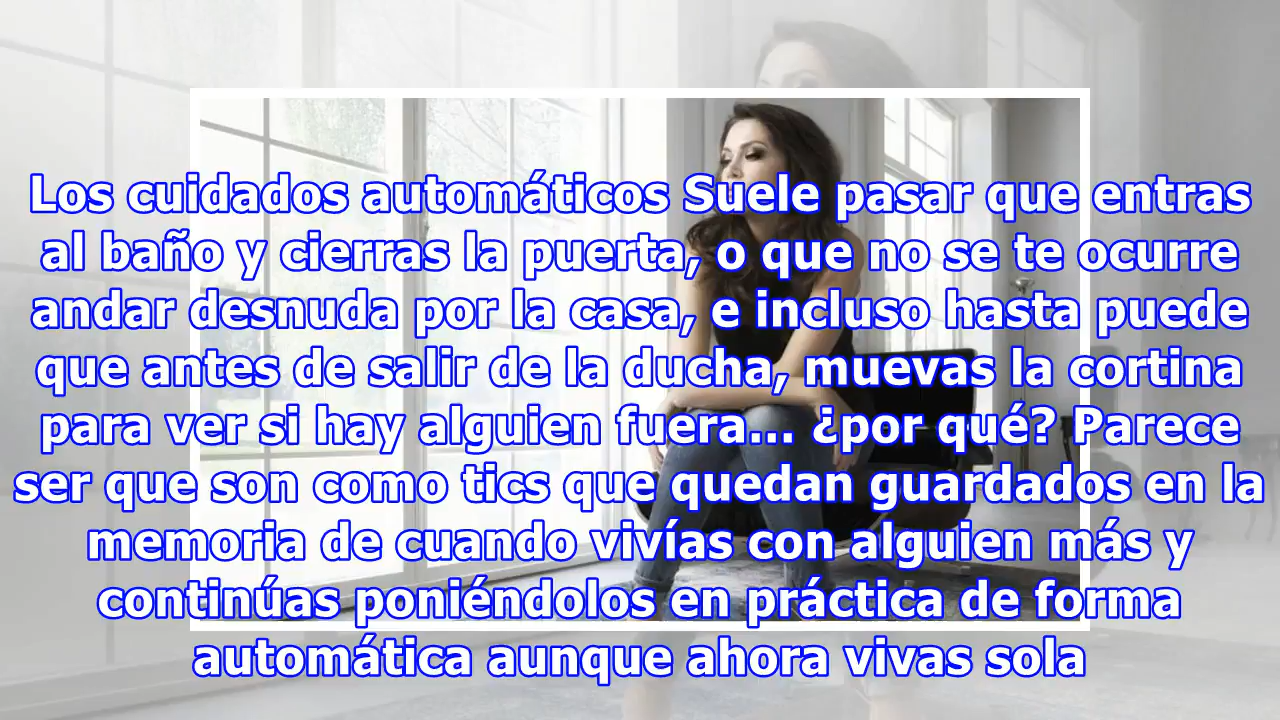 Los cuidados automáticos Suele pasar que entras
al baño y cierras la puerta, o que no se te ocurre
andar desnuda por la casa, e incluso hasta puede
que antes de salir de la ducha, muevas la cortina
para ver si hay alguien fuera... ¿por qué? Parece
ser que son como tics que quedan guardados en la
memoria de cuando vivías con alguien más y
continúas poniéndolos en práctica de forma
automática aunque ahora vivas sola